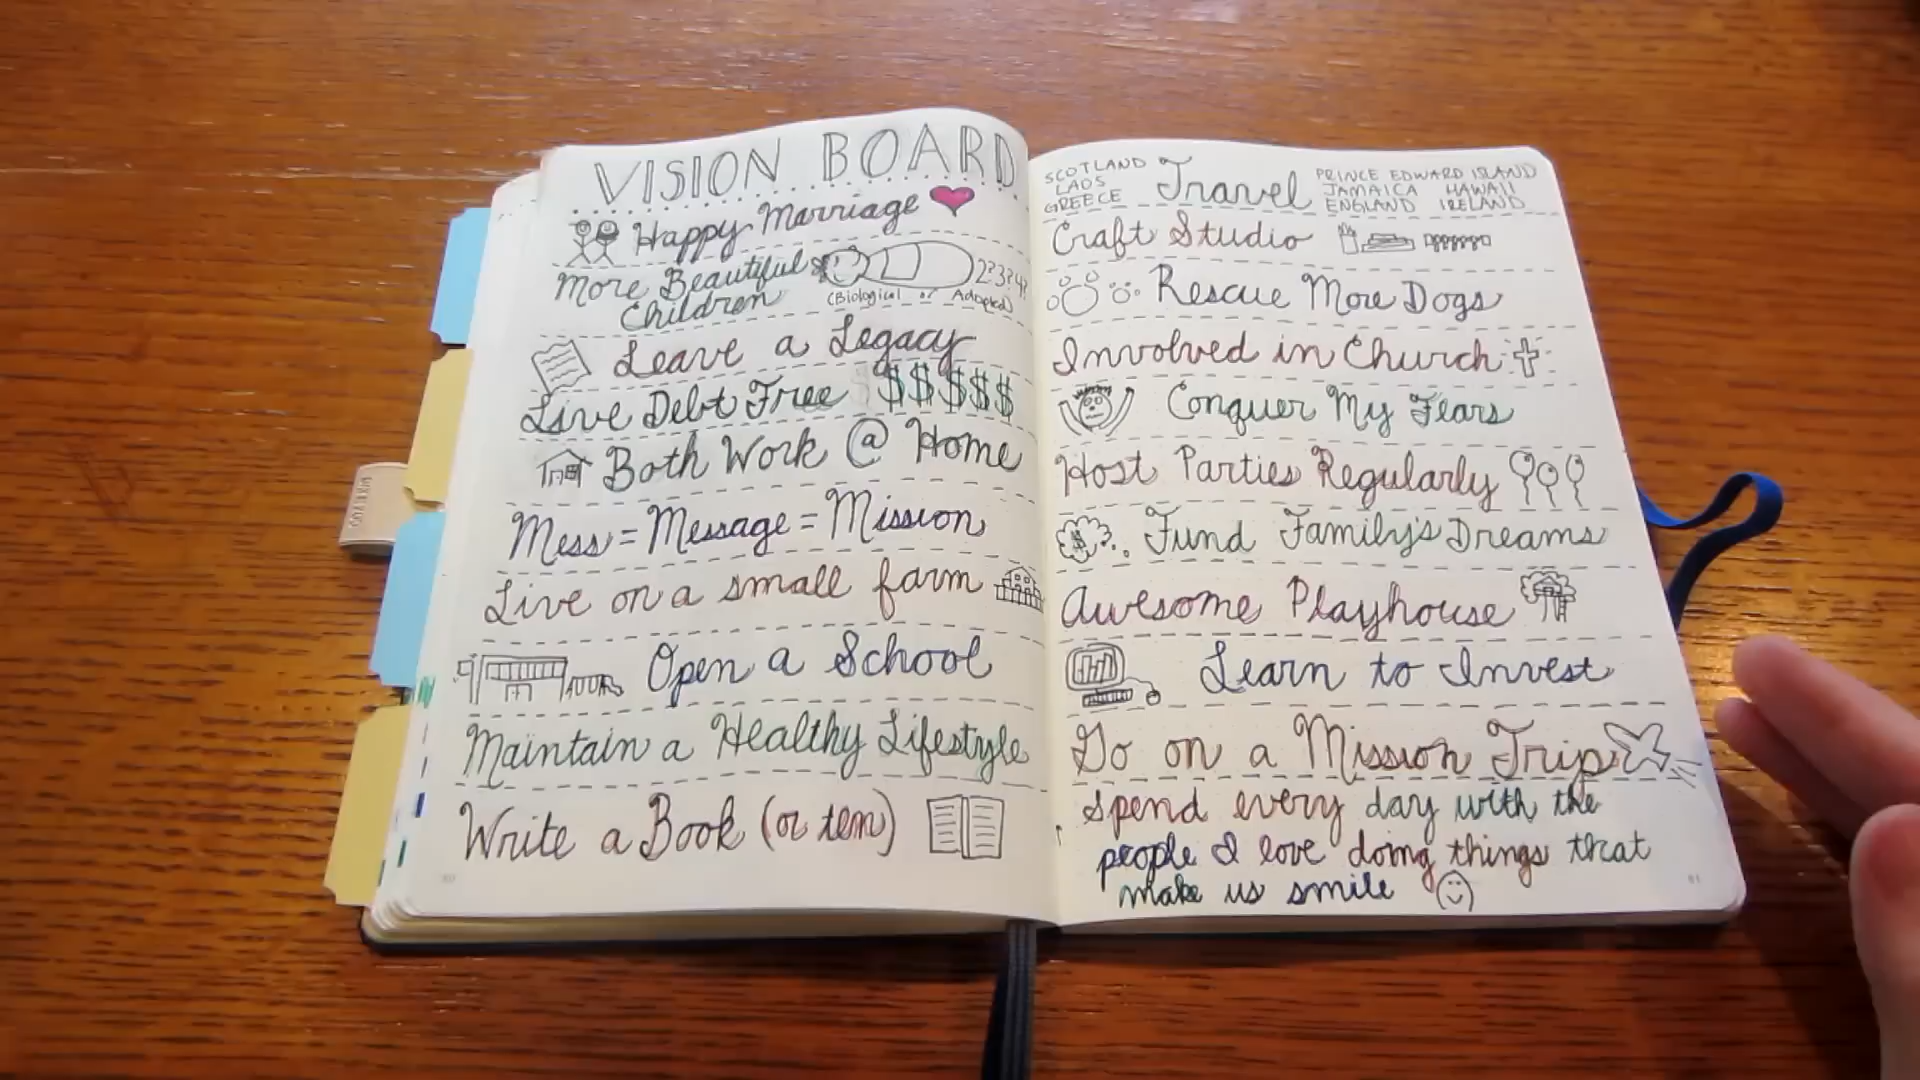 VISION BOARD
Happy Marriage
More Beautiful
Children
2?3?4?
(Biological or Adopted)
Leave a Legacy
Live Debt Free $$$$$
Both Work @ Home
Mess = Message = Mission
Live on a small farm
Open a School
Maintain a Healthy Lifestyle
Write a Book (or ten)
SCOTLAND
LAOS
GREECE
Travel
PRINCE EDWARD ISLAND
JAMAICA HAWAII
ENGLAND IRELAND
Craft Studio
Rescue More Dogs
Involved in Church
Conquer My Fears
Host Parties Regularly
$ Fund Family's Dreams
Awesome Playhouse
Learn to Invest
Go on a Mission Trip
Spend every day with the
people I love doing things that
make us smile